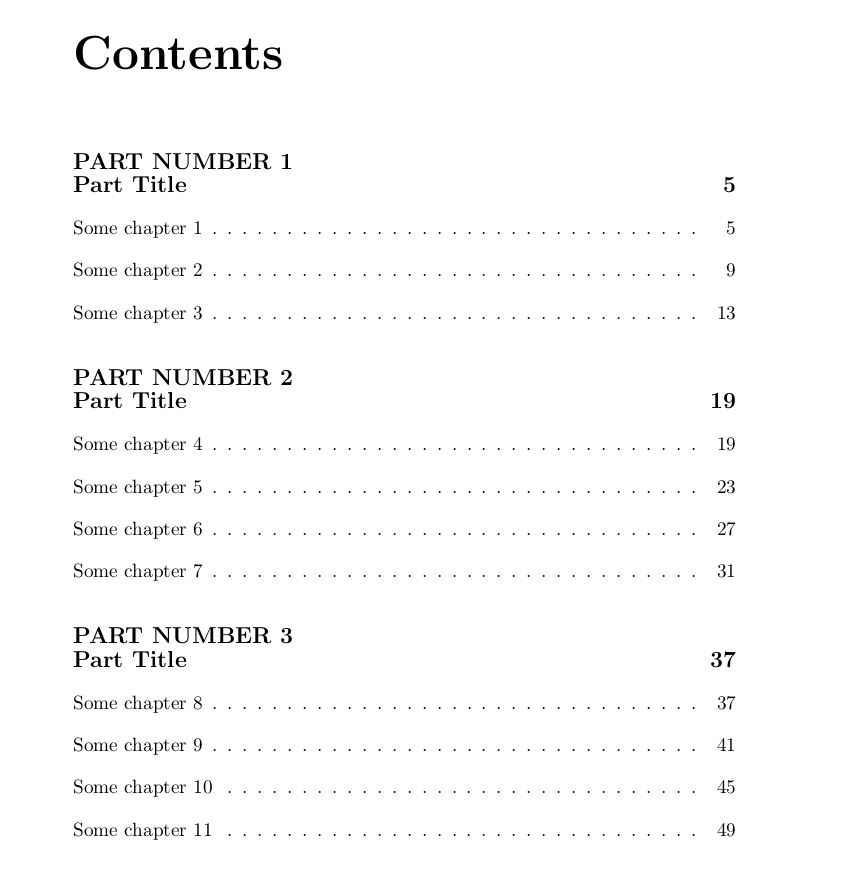 Contents
PART NUMBER 1
Part Title 5
Some chapter 1 . . . . . . . . . . . . . . . . . . . . . . . . . . . . . . . . . 5
Some chapter 2 . . . . . . . . . . . . . . . . . . . . . . . . . . . . . . . . . 9
Some chapter 3 . . . . . . . . . . . . . . . . . . . . . . . . . . . . . . . . . 13
PART NUMBER 2
Part Title 19
Some chapter 4 . . . . . . . . . . . . . . . . . . . . . . . . . . . . . . . . . 19
Some chapter 5 . . . . . . . . . . . . . . . . . . . . . . . . . . . . . . . . . 23
Some chapter 6 . . . . . . . . . . . . . . . . . . . . . . . . . . . . . . . . . 27
Some chapter 7 . . . . . . . . . . . . . . . . . . . . . . . . . . . . . . . . . 31
PART NUMBER 3
Part Title 37
Some chapter 8 . . . . . . . . . . . . . . . . . . . . . . . . . . . . . . . . . 37
Some chapter 9 . . . . . . . . . . . . . . . . . . . . . . . . . . . . . . . . . 41
Some chapter 10 . . . . . . . . . . . . . . . . . . . . . . . . . . . . . . . . 45
Some chapter 11 . . . . . . . . . . . . . . . . . . . . . . . . . . . . . . . . 49